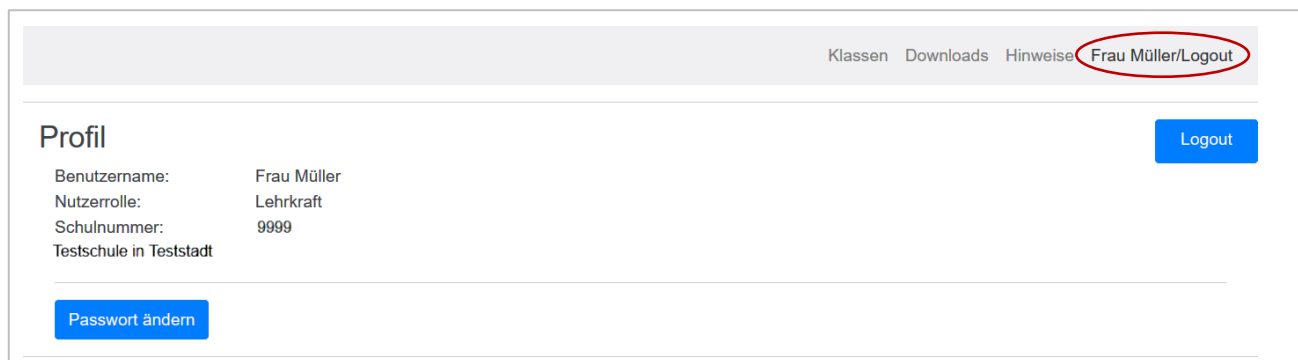 Klassen Downloads Hinweise Frau Müller/Logout
Profil
Logout
Benutzername: Frau Müller
Nutzerrolle: Lehrkraft
Schulnummer: 9999
Testschule in Teststadt
Passwort ändern